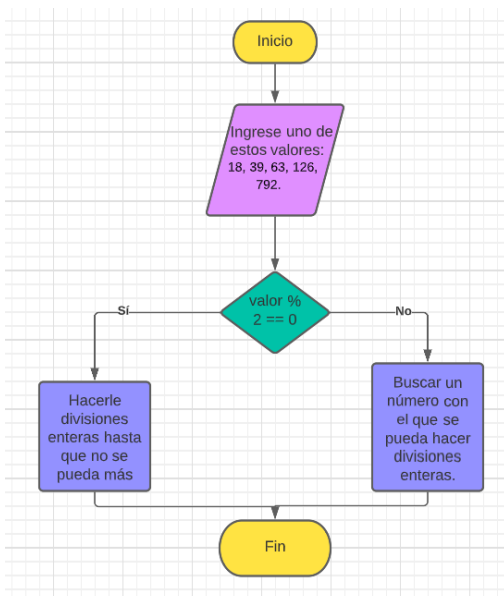 Inicio
Ingrese uno de
estos valores:
18, 39, 63, 126,
792.
valor %
2 == 0
Sí
No
Hacerle
divisiones
enteras hasta
que no se
pueda más
Buscar un
número con
el que se
pueda hacer
divisiones
enteras.
Fin